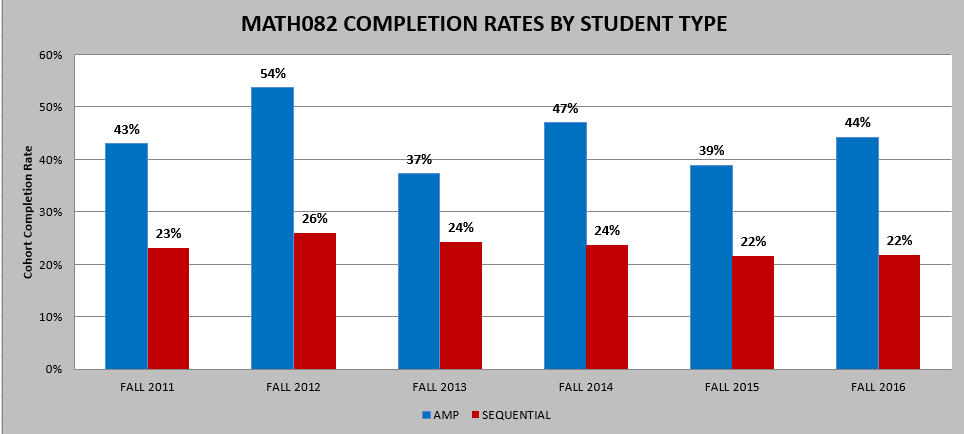 MATH082 COMPLETION RATES BY STUDENT TYPE
Cohort Completion Rate
60%
50%
40%
30%
20%
10%
0%
43%
23%
54%
26%
37%
24%
47%
24%
39%
22%
44%
22%
FALL 2011
FALL 2012
FALL 2013
FALL 2014
FALL 2015
FALL 2016
AMP
SEQUENTIAL